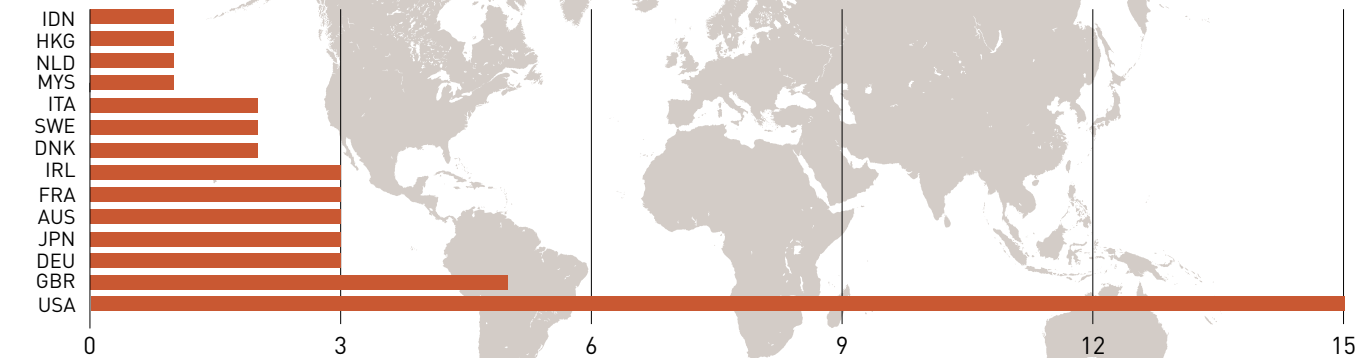 IDN
HKG
NLD
MYS
ITA
SWE
DNK
IRL
FRA
AUS
JPN
DEU
GBR
USA
0 3 6 9 12 15